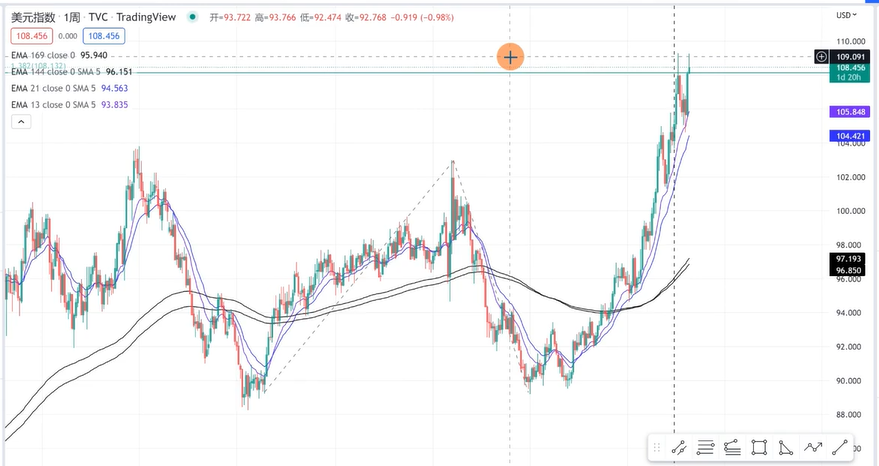 美元指数 · 1周 · TVC · TradingView 开=93.722 高=93.766 低=92.474 收=92.768 -0.919 (-0.98%)
USD
108.456 0.000 108.456
110.000
EMA 169 close 0 95.940
109.091
1.382(108.132)
108.456
EMA 144 close 0 SMA 5 96.151
1d 20h
EMA 21 close 0 SMA 5 94.563
EMA 13 close 0 SMA 5 93.835
105.848
104.421
104.000
102.000
100.000
98.000
97.193
96.850
96.000
94.000
92.000
90.000
88.000